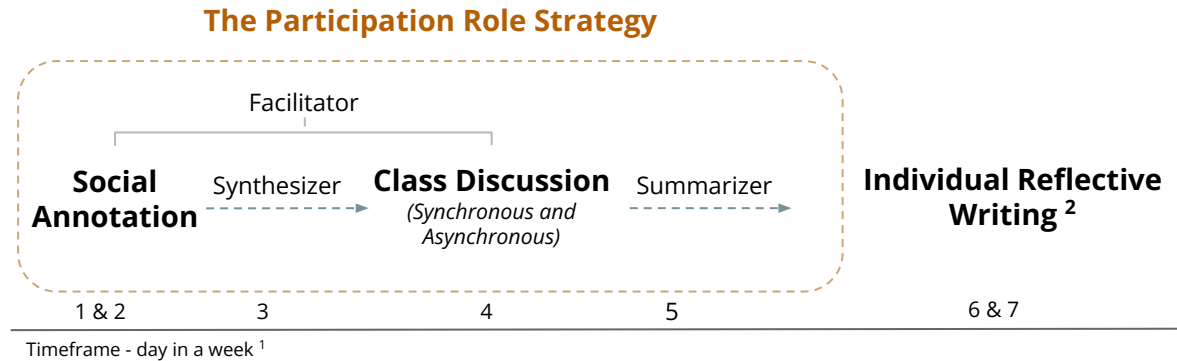 The Participation Role Strategy
Facilitator
Social
Annotation
Synthesizer
Class Discussion
(Synchronous and
Asynchronous)
Summarizer
Individual Reflective
Writing ²
1 & 2
3
4
5
6 & 7
Timeframe - day in a week ¹